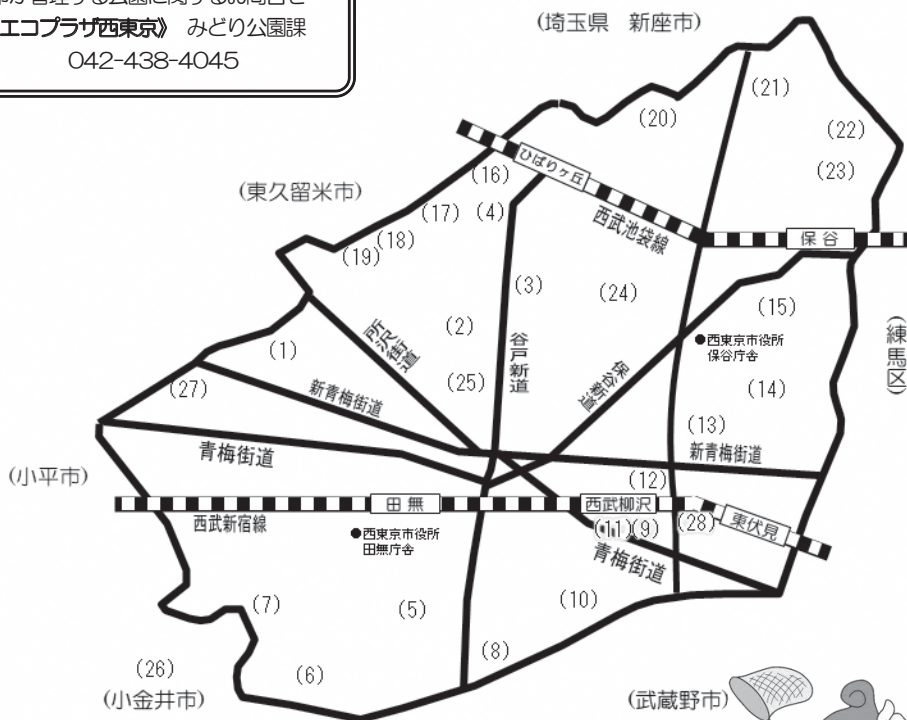 エコプラザ西東京》 みどり公園課
042-438-4045
(埼玉県 新座市)
(21)
(20)
(22)
(23)
ひばりヶ丘
(16)
(東久留米市)
(17)
(4)
西武池袋線
保谷
(18)
(19)
(3)
(24)
(15)
(2)
所沢街道
谷戸新道
●西東京市役所
保谷庁舎
(練馬区)
(1)
保谷新道
(25)
(14)
(27)
新青梅街道
(13)
青梅街道
新青梅街道
(小平市)
(12)
田無
西武柳沢
西武新宿線
(11)
(9)
(28)
東伏見
●西東京市役所
田無庁舎
青梅街道
(7)
(5)
(10)
(8)
(26)
(6)
(小金井市)
(武蔵野市)